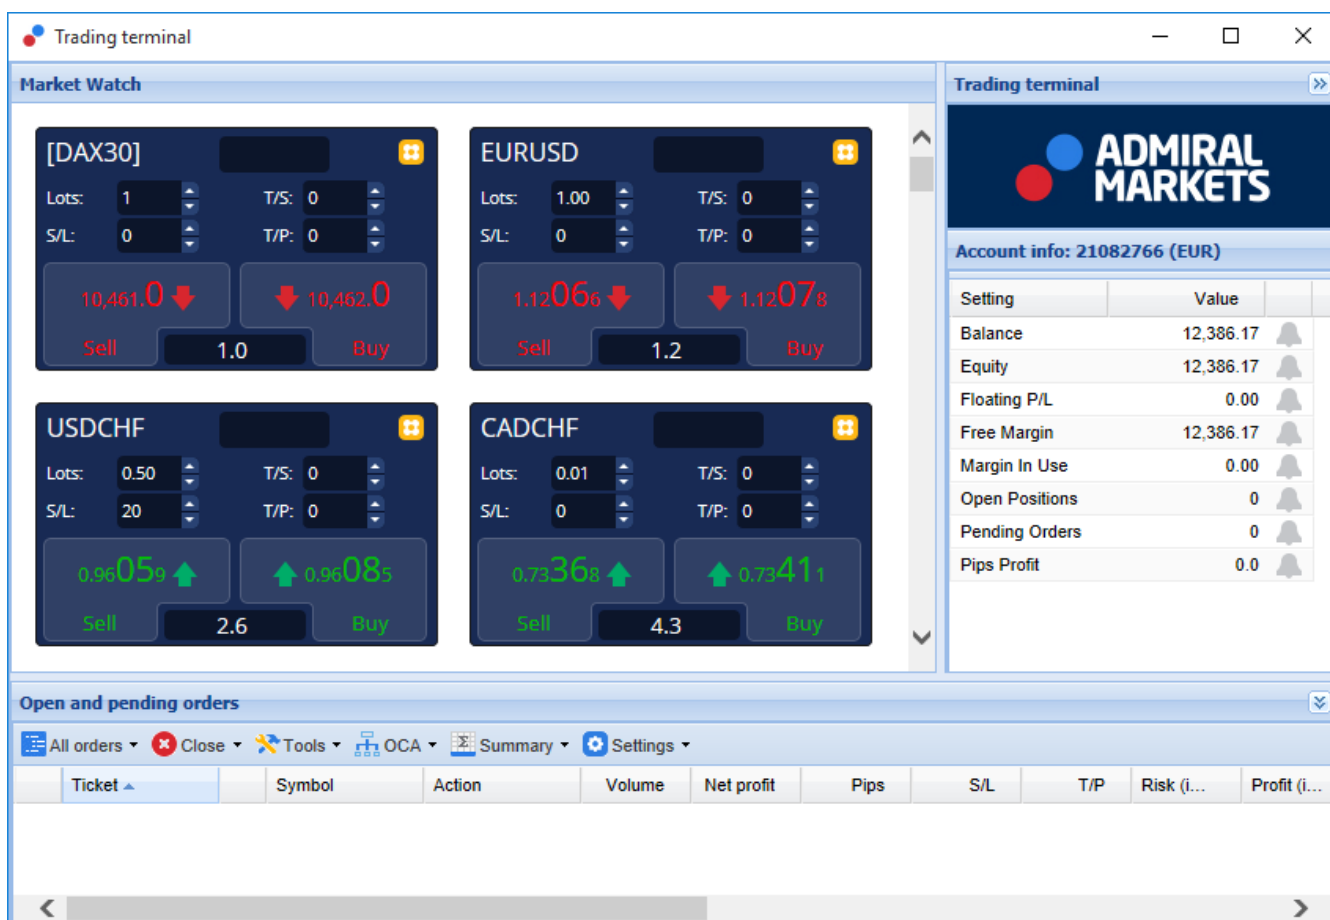 Trading terminal
Market Watch
[DAX30]
Lots: 1 T/S: 0
S/L: 0 T/P: 0
10,461.0 10,462.0
Sell 1.0 Buy
EURUSD
Lots: 1.00 T/S: 0
S/L: 0 T/P: 0
1.12066 1.12078
Sell 1.2 Buy
USDCHF
Lots: 0.50 T/S: 0
S/L: 20 T/P: 0
0.96059 0.96085
Sell 2.6 Buy
CADCHF
Lots: 0.01 T/S: 0
S/L: 0 T/P: 0
0.73368 0.73411
Sell 4.3 Buy
Trading terminal
ADMIRAL
MARKETS
Account info: 21082766 (EUR)
Setting Value
Balance 12,386.17
Equity 12,386.17
Floating P/L 0.00
Free Margin 12,386.17
Margin In Use 0.00
Open Positions 0
Pending Orders 0
Pips Profit 0.0
Open and pending orders
All orders Close Tools OCA Summary Settings
Ticket Symbol Action Volume Net profit Pips S/L T/P Risk (i... Profit (i...